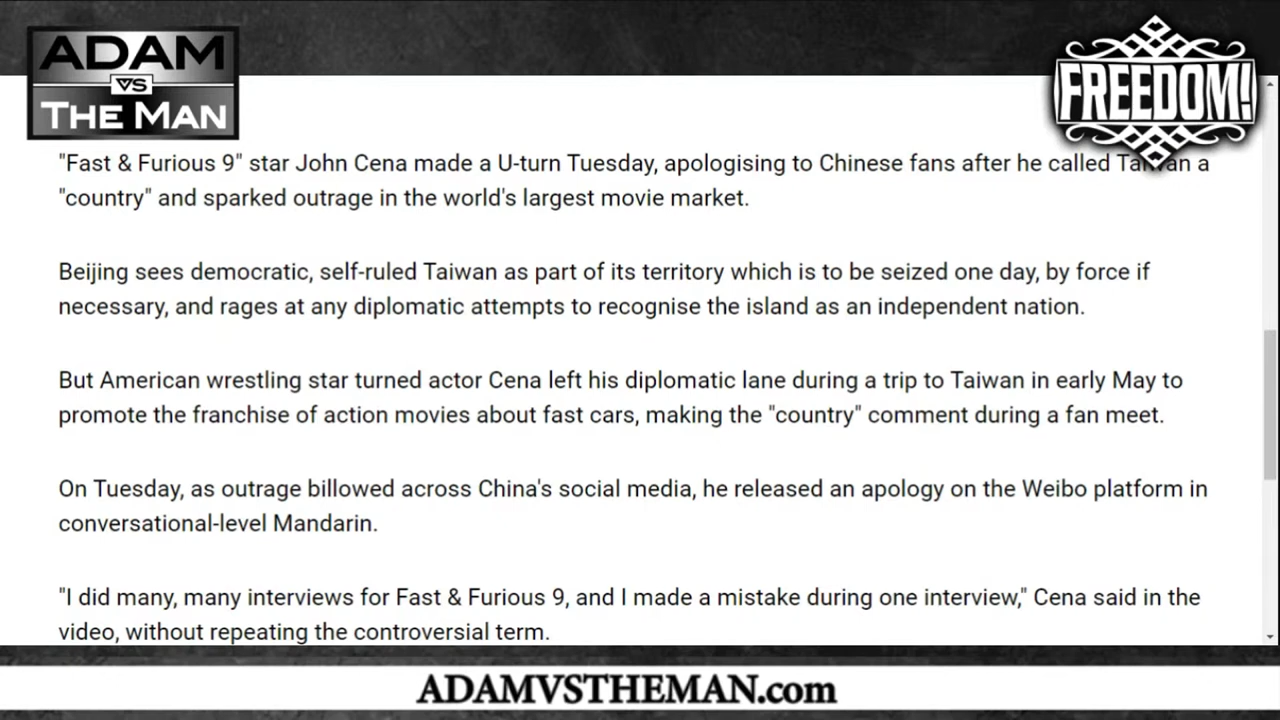 ADAM
VS
THE MAN
FREEDOM!
"Fast & Furious 9" star John Cena made a U-turn Tuesday, apologising to Chinese fans after he called Taiwan a
"country" and sparked outrage in the world's largest movie market.
Beijing sees democratic, self-ruled Taiwan as part of its territory which is to be seized one day, by force if
necessary, and rages at any diplomatic attempts to recognise the island as an independent nation.
But American wrestling star turned actor Cena left his diplomatic lane during a trip to Taiwan in early May to
promote the franchise of action movies about fast cars, making the "country" comment during a fan meet.
On Tuesday, as outrage billowed across China's social media, he released an apology on the Weibo platform in
conversational-level Mandarin.
"I did many, many interviews for Fast & Furious 9, and I made a mistake during one interview," Cena said in the
video, without repeating the controversial term.
ADAMVSTHEMAN.com